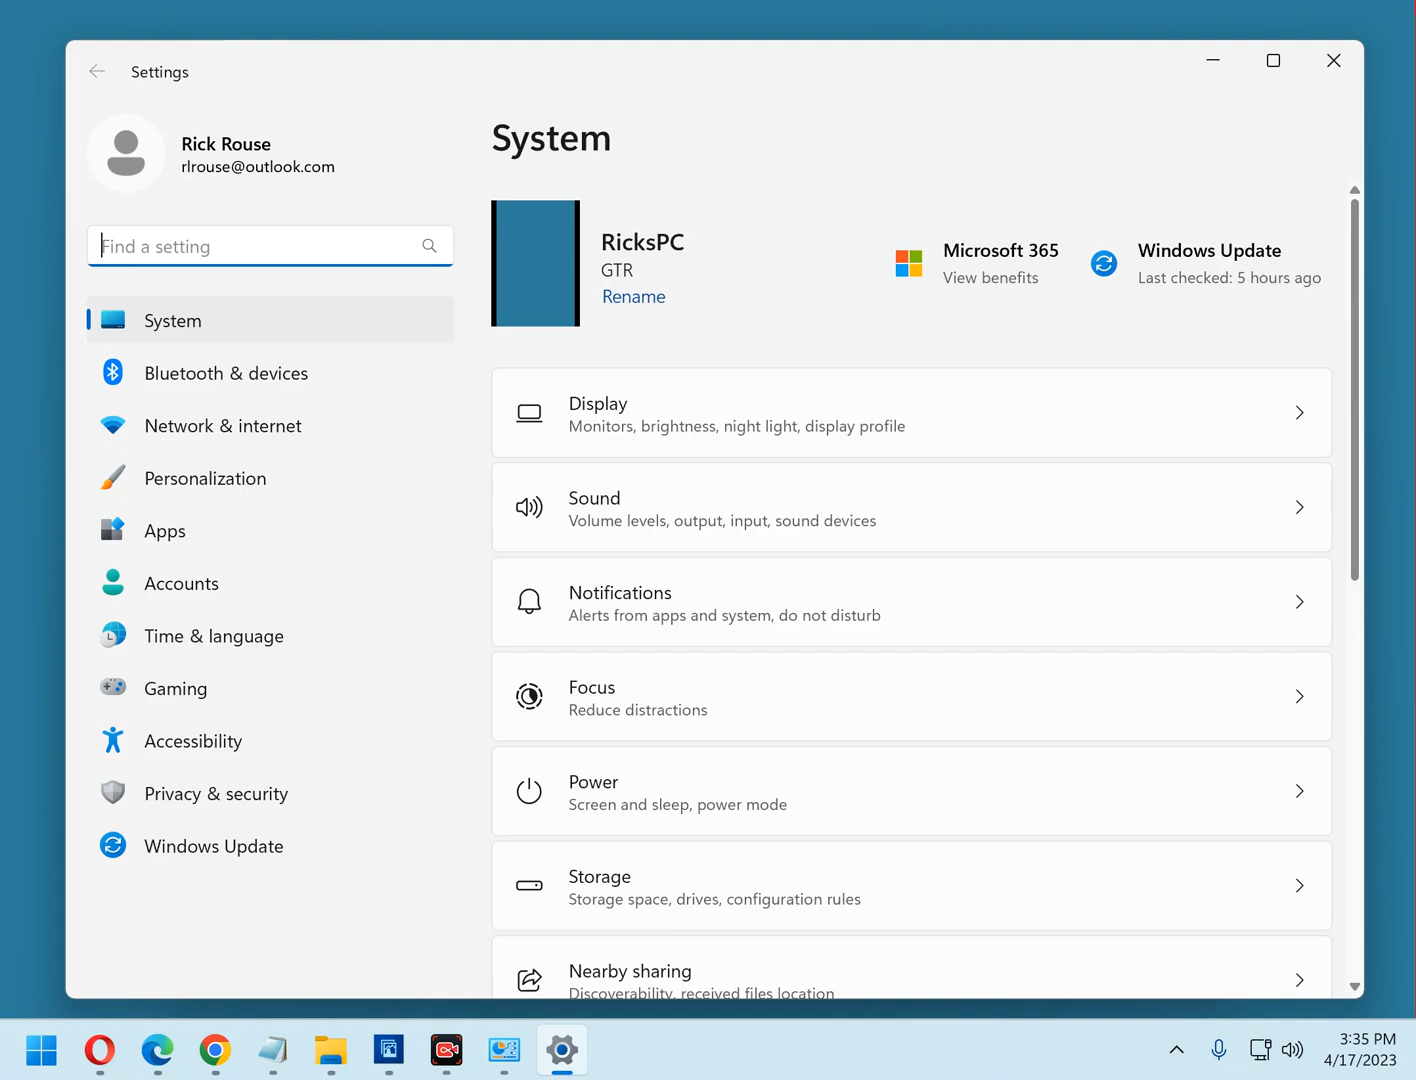 Settings
Rick Rouse
rlrouse@outlook.com
Find a setting
System
Bluetooth & devices
Network & internet
Personalization
Apps
Accounts
Time & language
Gaming
Accessibility
Privacy & security
Windows Update
System
RicksPC
GTR
Rename
Microsoft 365
View benefits
Windows Update
Last checked: 5 hours ago
Display
Monitors, brightness, night light, display profile
Sound
Volume levels, output, input, sound devices
Notifications
Alerts from apps and system, do not disturb
Focus
Reduce distractions
Power
Screen and sleep, power mode
Storage
Storage space, drives, configuration rules
Nearby sharing
Discoverability, received files location
3:35 PM
4/17/2023